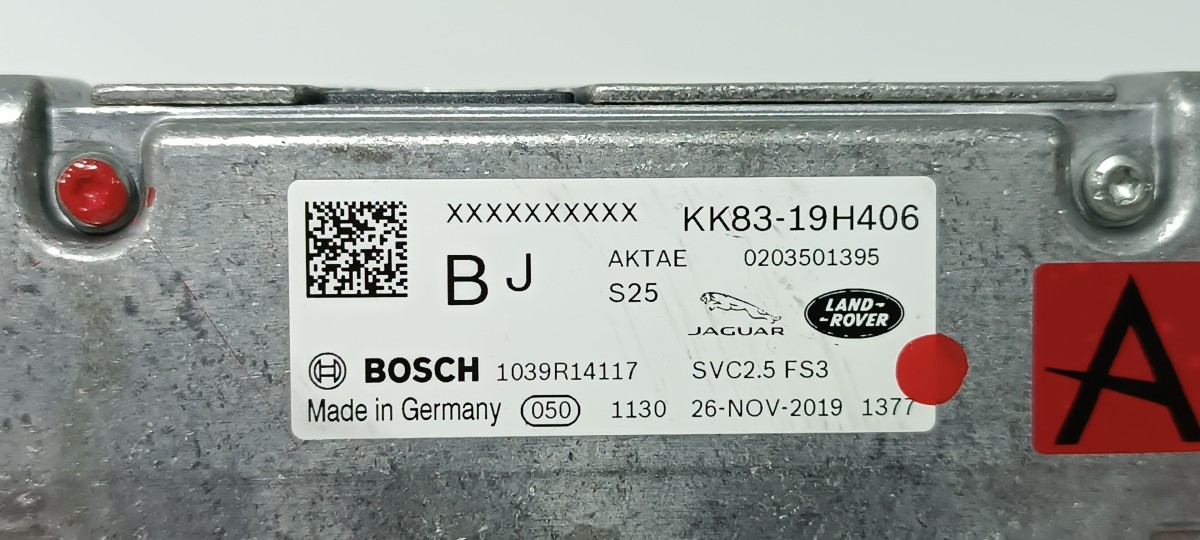 XXXXXXXXXX KK83-19H406
AKTAE 0203501395
B J S25
JAGUAR LAND-ROVER
BOSCH 1039R14117 SVC2.5 FS3
Made in Germany 050 1130 26-NOV-2019 1377
A